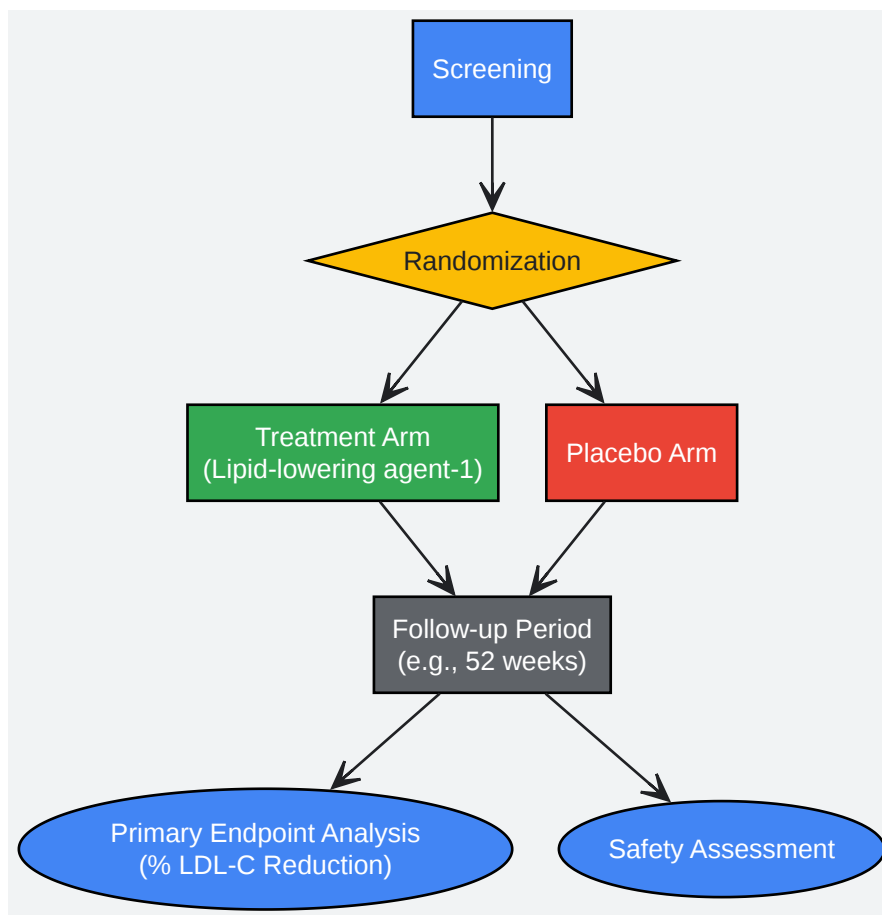 Screening
Randomization
Treatment Arm
(Lipid-lowering agent-1)
Placebo Arm
Follow-up Period
(e.g., 52 weeks)
Primary Endpoint Analysis
(% LDL-C Reduction)
Safety Assessment